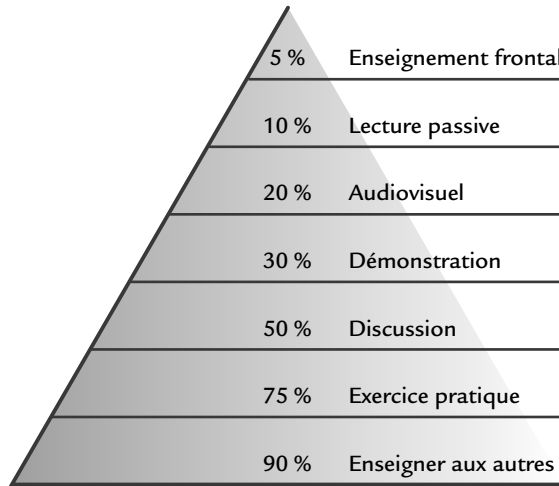 5 % Enseignement frontal
10 % Lecture passive
20 % Audiovisuel
30 % Démonstration
50 % Discussion
75 % Exercice pratique
90 % Enseigner aux autres